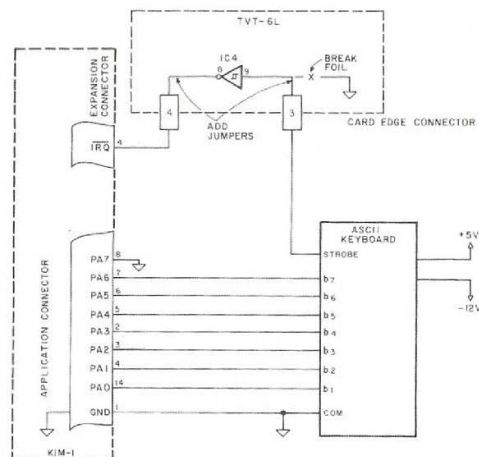 TVT-6L
IC4
8
9
BREAK
FOIL
X
EXPANSION
CONNECTOR
4
3
ADD
JUMPERS
CARD EDGE CONNECTOR
IRQ
4
ASCII
KEYBOARD
+5V
STROBE
-12V
APPLICATION CONNECTOR
PA7
8
PA6
7
b7
PA5
6
b6
PA4
5
b5
PA3
2
b4
PA2
3
b3
PA1
4
b2
PA0
14
b1
GND
1
COM
KIM-1